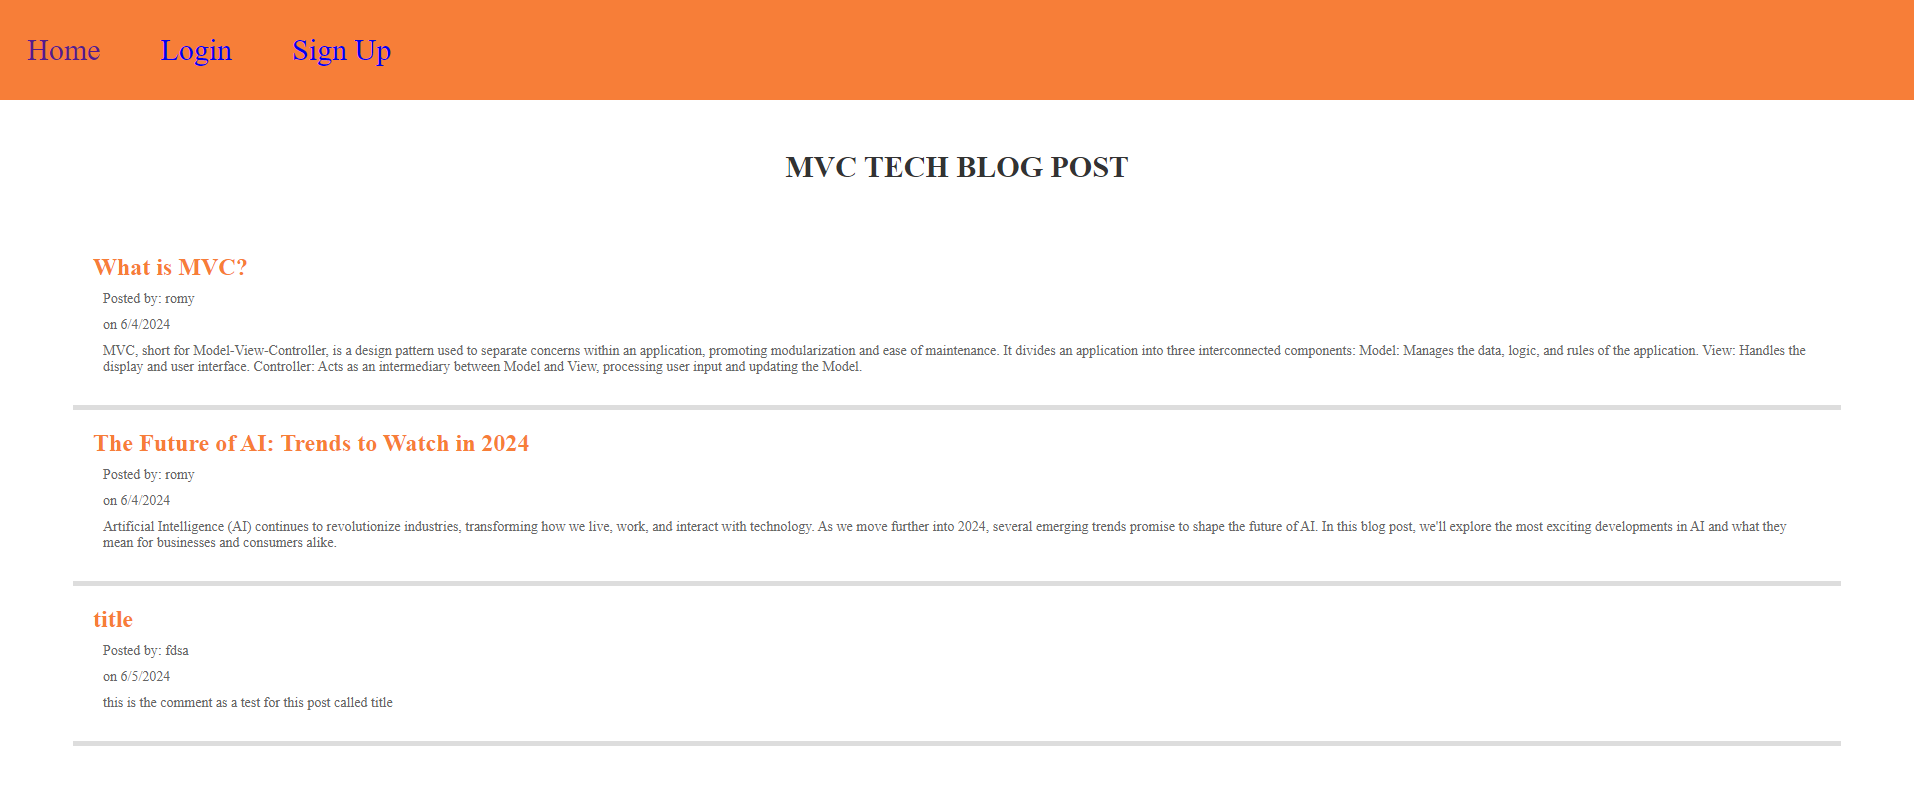 Home Login Sign Up
MVC TECH BLOG POST
What is MVC?
Posted by: romy
on 6/4/2024
MVC, short for Model-View-Controller, is a design pattern used to separate concerns within an application, promoting modularization and ease of maintenance. It divides an application into three interconnected components: Model: Manages the data, logic, and rules of the application. View: Handles the
display and user interface. Controller: Acts as an intermediary between Model and View, processing user input and updating the Model.
The Future of AI: Trends to Watch in 2024
Posted by: romy
on 6/4/2024
Artificial Intelligence (AI) continues to revolutionize industries, transforming how we live, work, and interact with technology. As we move further into 2024, several emerging trends promise to shape the future of AI. In this blog post, we'll explore the most exciting developments in AI and what they
mean for businesses and consumers alike.
title
Posted by: fdsa
on 6/5/2024
this is the comment as a test for this post called title